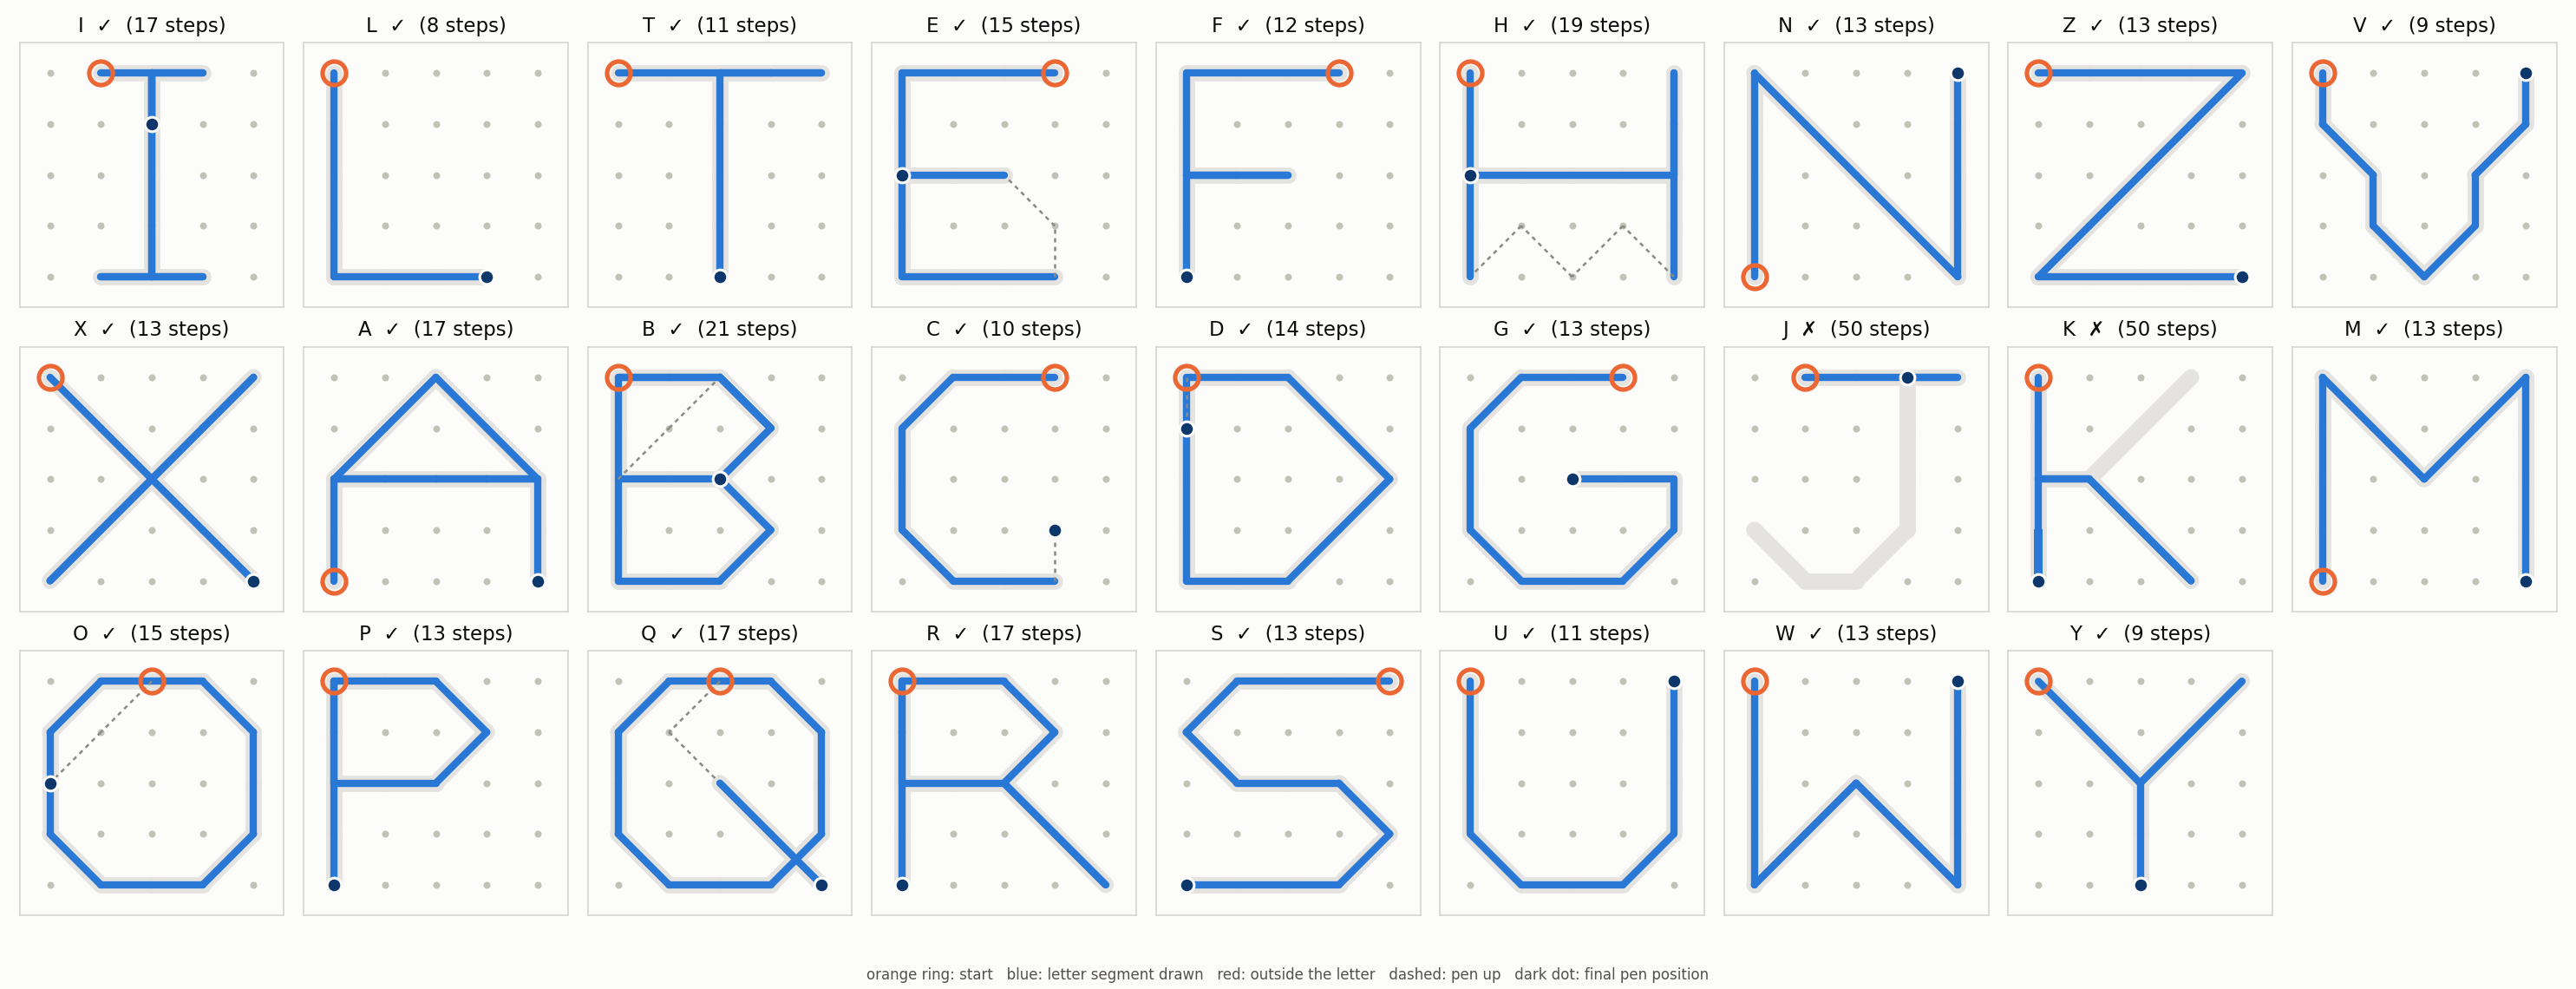 I ✓ (17 steps) L ✓ (8 steps) T ✓ (11 steps) E ✓ (15 steps) F ✓ (12 steps) H ✓ (19 steps) N ✓ (13 steps) Z ✓ (13 steps) V ✓ (9 steps)
X ✓ (13 steps) A ✓ (17 steps) B ✓ (21 steps) C ✓ (10 steps) D ✓ (14 steps) G ✓ (13 steps) J ✗ (50 steps) K ✗ (50 steps) M ✓ (13 steps)
O ✓ (15 steps) P ✓ (13 steps) Q ✓ (17 steps) R ✓ (17 steps) S ✓ (13 steps) U ✓ (11 steps) W ✓ (13 steps) Y ✓ (9 steps)
orange ring: start blue: letter segment drawn red: outside the letter dashed: pen up dark dot: final pen position